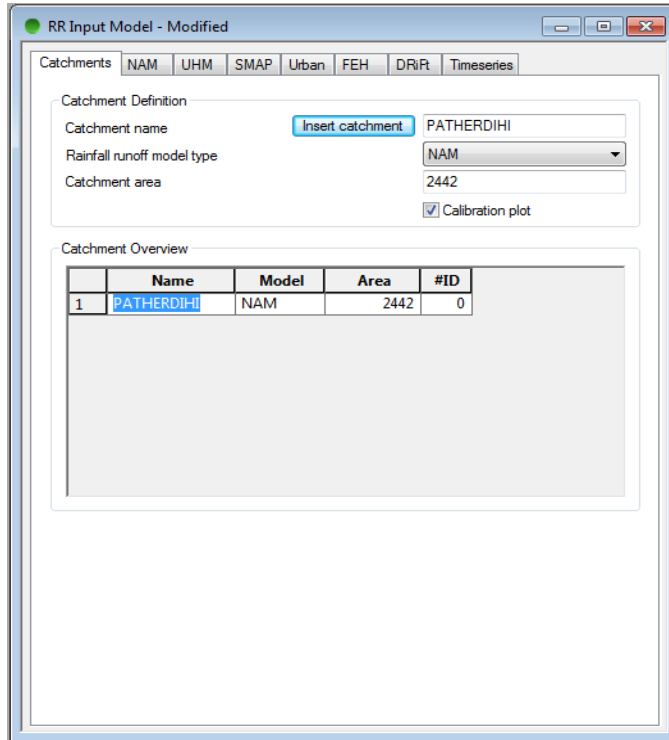 RR Input Model - Modified
Catchments NAM UHM SMAP Urban FEH DRiFt Timeseries
Catchment Definition
Catchment name Insert catchment PATHERDIHI
Rainfall runoff model type NAM
Catchment area 2442
Calibration plot
Catchment Overview
Name Model Area #ID
1 PATHERDIHI NAM 2442 0